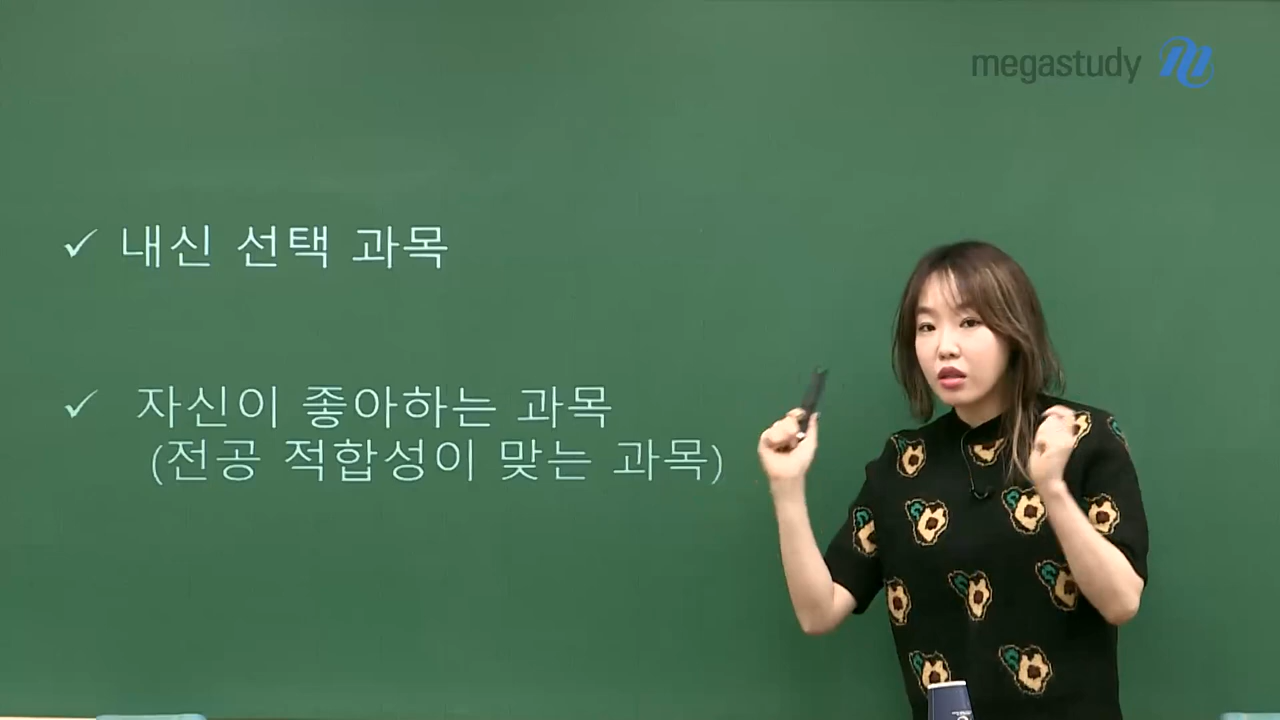 megastudy
✓ 내신 선택 과목
✓ 자신이 좋아하는 과목
(전공 적합성이 맞는 과목)